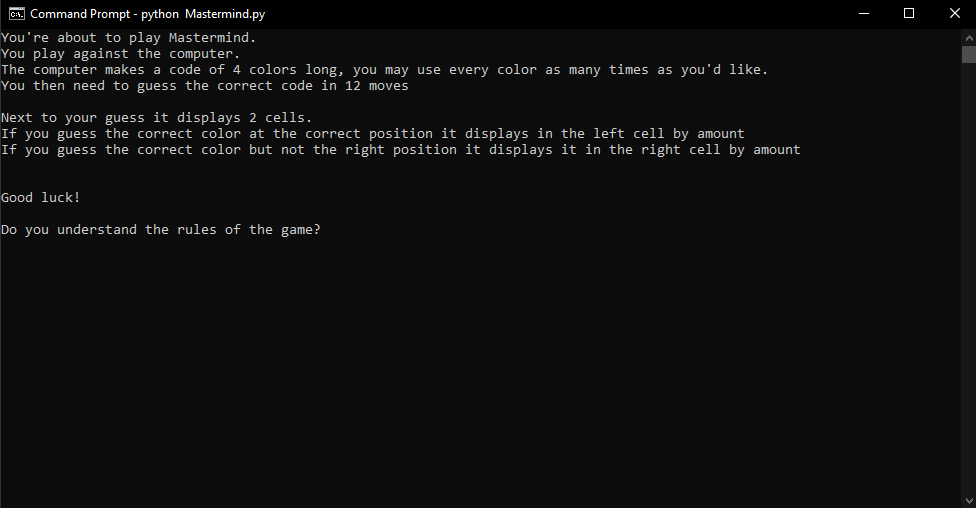 Command Prompt - python  Mastermind.py
You're about to play Mastermind.
You play against the computer.
The computer makes a code of 4 colors long, you may use every color as many times as you'd like.
You then need to guess the correct code in 12 moves
Next to your guess it displays 2 cells.
If you guess the correct color at the correct position it displays in the left cell by amount
If you guess the correct color but not the right position it displays it in the right cell by amount
Good luck!
Do you understand the rules of the game?